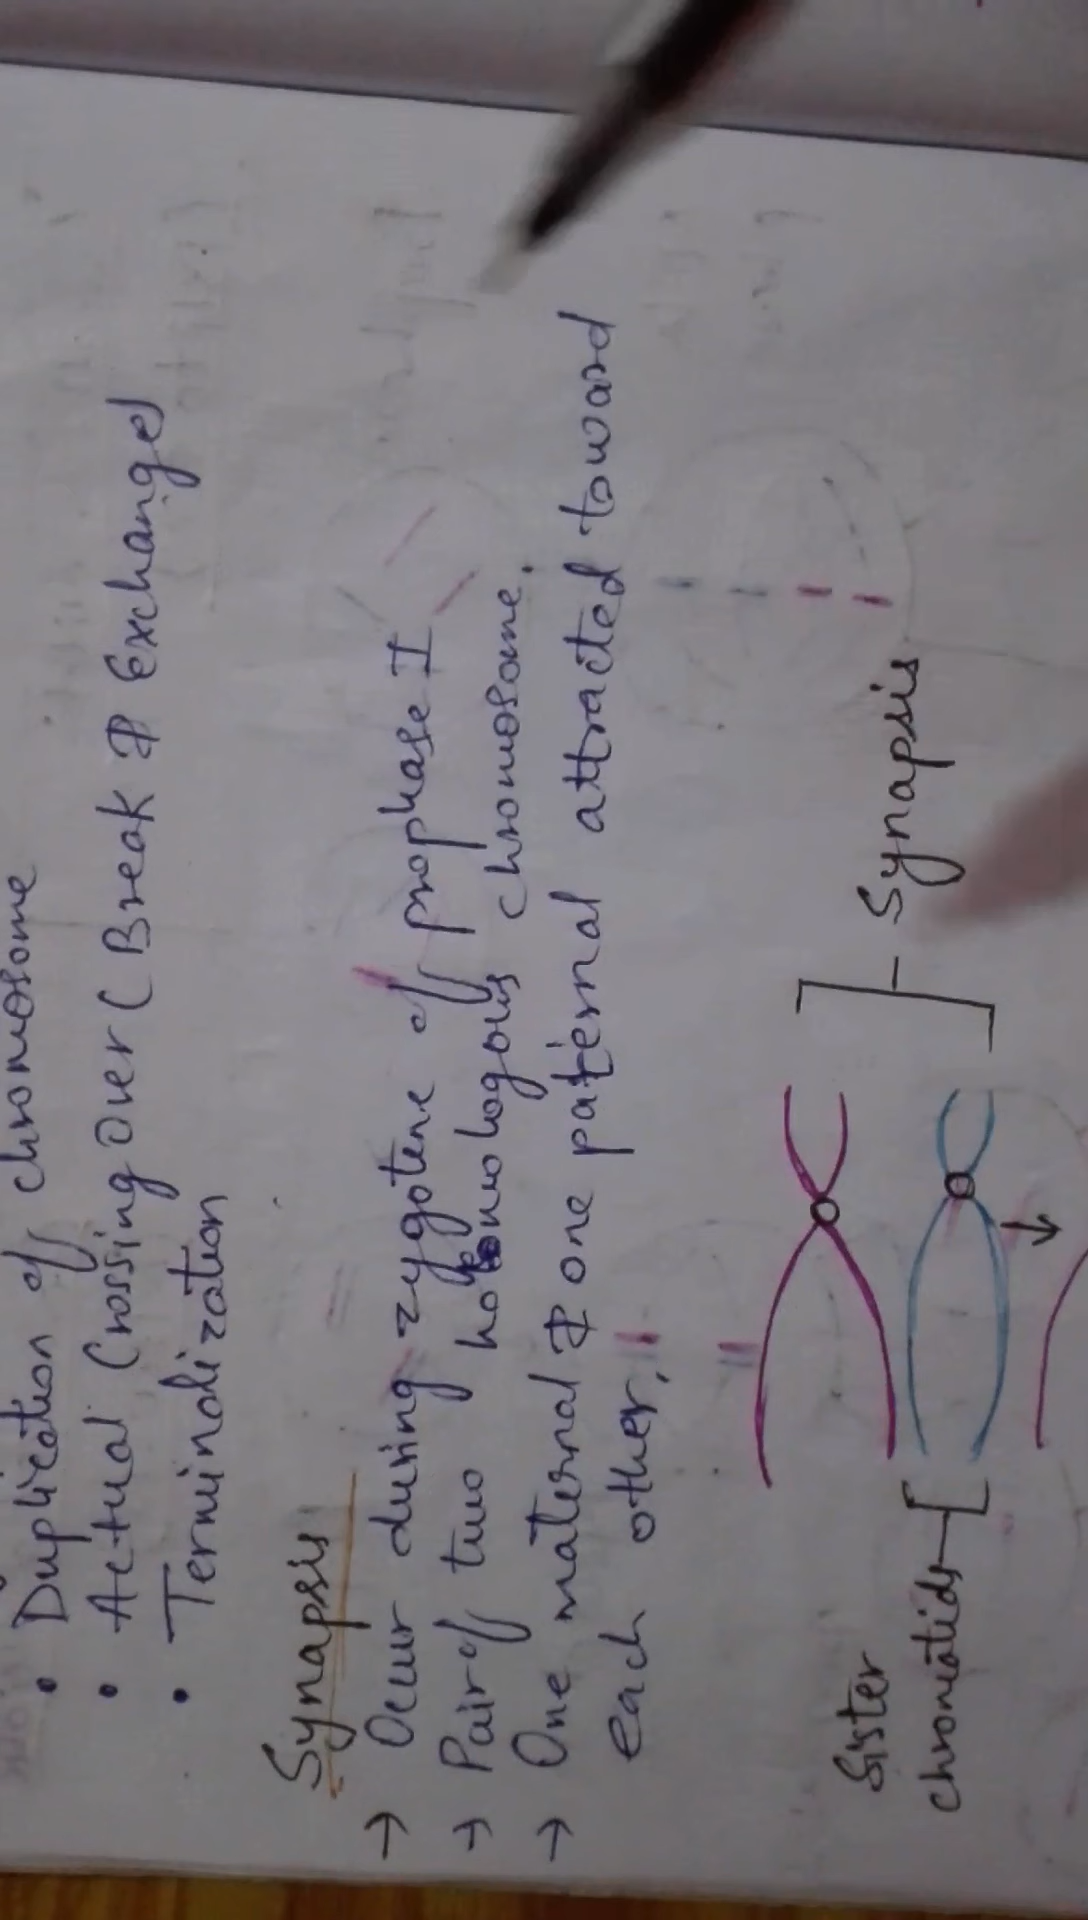 • Duplication of chromosome
• Actual Crossing Over ( Break & Exchange)
• Terminolization
Synapsis
→ Occur during zygotene of prophase I
→ Pair of two homologous chromosome.
→ One maternal & one paternal attracted toward
each other.
Synapsis
Sister
chromatids